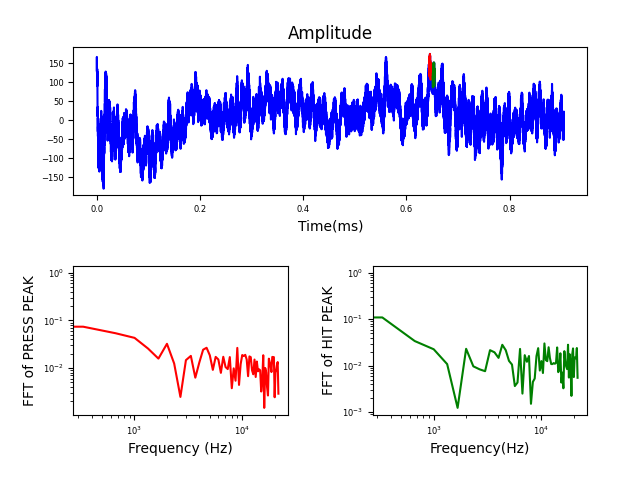 Amplitude
150
100
50
0
−50
−100
−150
0.0 0.2 0.4 0.6 0.8
Time(ms)
FFT of PRESS PEAK
10⁰
10⁻¹
10⁻²
10³ 10⁴
Frequency (Hz)
FFT of HIT PEAK
10⁰
10⁻¹
10⁻²
10⁻³
10³ 10⁴
Frequency(Hz)